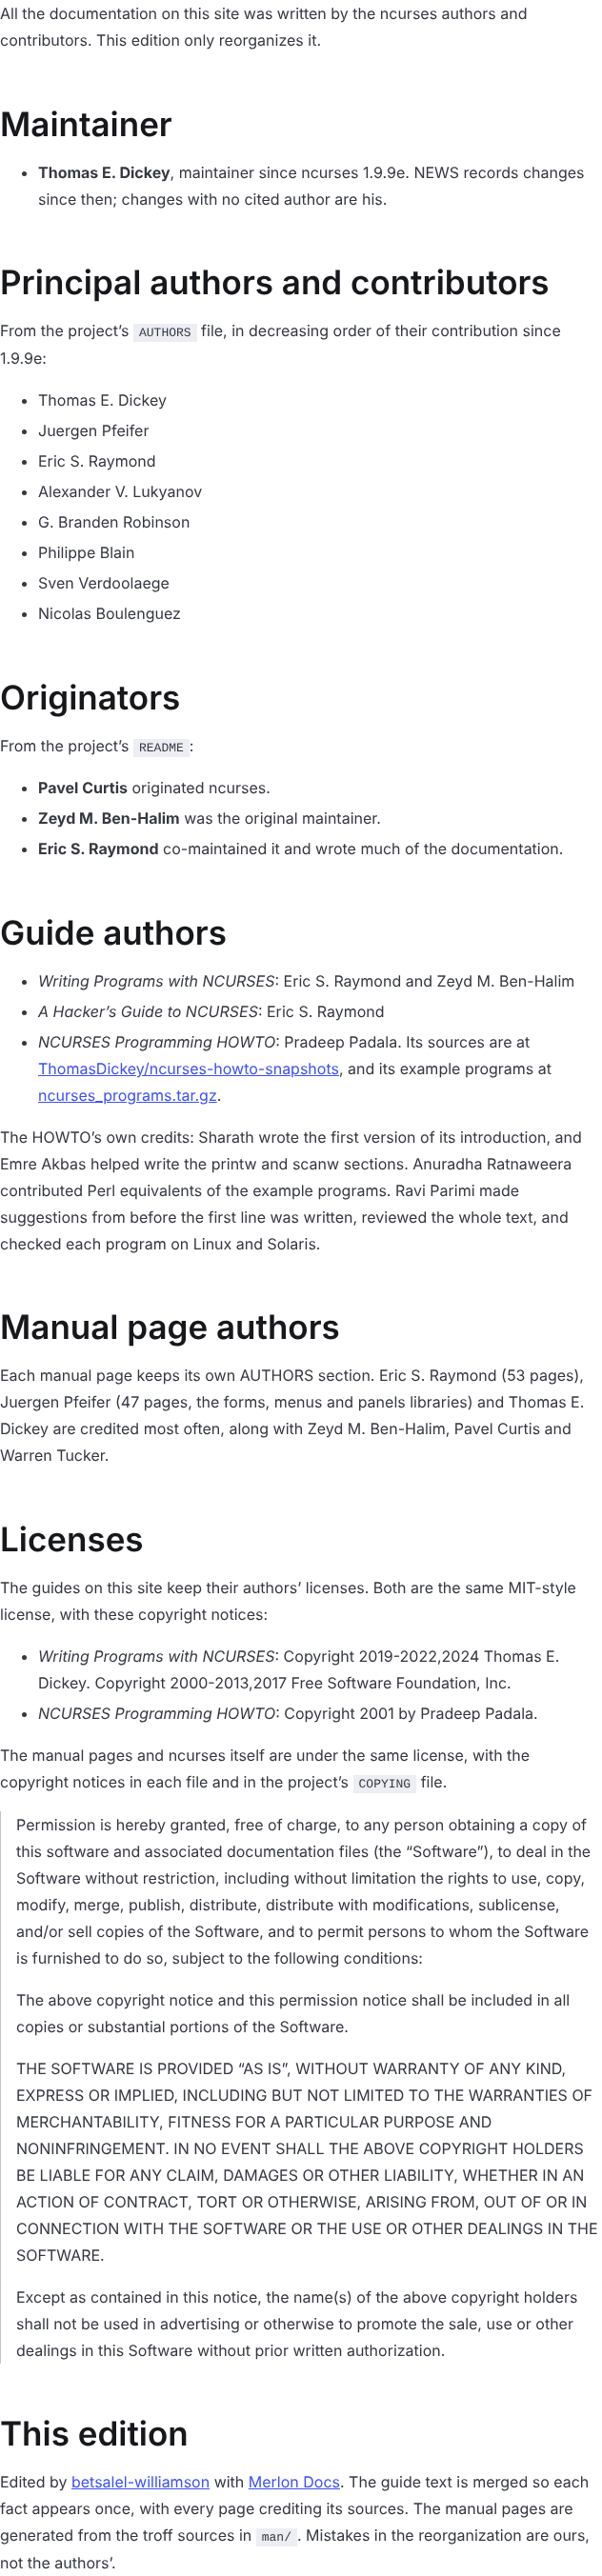 All the documentation on this site was written by the ncurses authors and
contributors. This edition only reorganizes it.
Maintainer
• Thomas E. Dickey, maintainer since ncurses 1.9.9e. NEWS records changes
since then; changes with no cited author are his.
Principal authors and contributors
From the project’s AUTHORS file, in decreasing order of their contribution since
1.9.9e:
• Thomas E. Dickey
• Juergen Pfeifer
• Eric S. Raymond
• Alexander V. Lukyanov
• G. Branden Robinson
• Philippe Blain
• Sven Verdoolaege
• Nicolas Boulenguez
Originators
From the project’s README:
• Pavel Curtis originated ncurses.
• Zeyd M. Ben-Halim was the original maintainer.
• Eric S. Raymond co-maintained it and wrote much of the documentation.
Guide authors
• Writing Programs with NCURSES: Eric S. Raymond and Zeyd M. Ben-Halim
• A Hacker’s Guide to NCURSES: Eric S. Raymond
• NCURSES Programming HOWTO: Pradeep Padala. Its sources are at
ThomasDickey/ncurses-howto-snapshots, and its example programs at
ncurses_programs.tar.gz.
The HOWTO’s own credits: Sharath wrote the first version of its introduction, and
Emre Akbas helped write the printw and scanw sections. Anuradha Ratnaweera
contributed Perl equivalents of the example programs. Ravi Parimi made
suggestions from before the first line was written, reviewed the whole text, and
checked each program on Linux and Solaris.
Manual page authors
Each manual page keeps its own AUTHORS section. Eric S. Raymond (53 pages),
Juergen Pfeifer (47 pages, the forms, menus and panels libraries) and Thomas E.
Dickey are credited most often, along with Zeyd M. Ben-Halim, Pavel Curtis and
Warren Tucker.
Licenses
The guides on this site keep their authors’ licenses. Both are the same MIT-style
license, with these copyright notices:
• Writing Programs with NCURSES: Copyright 2019-2022,2024 Thomas E.
Dickey. Copyright 2000-2013,2017 Free Software Foundation, Inc.
• NCURSES Programming HOWTO: Copyright 2001 by Pradeep Padala.
The manual pages and ncurses itself are under the same license, with the
copyright notices in each file and in the project’s COPYING file.
Permission is hereby granted, free of charge, to any person obtaining a copy of
this software and associated documentation files (the “Software”), to deal in the
Software without restriction, including without limitation the rights to use, copy,
modify, merge, publish, distribute, distribute with modifications, sublicense,
and/or sell copies of the Software, and to permit persons to whom the Software
is furnished to do so, subject to the following conditions:
The above copyright notice and this permission notice shall be included in all
copies or substantial portions of the Software.
THE SOFTWARE IS PROVIDED “AS IS”, WITHOUT WARRANTY OF ANY KIND,
EXPRESS OR IMPLIED, INCLUDING BUT NOT LIMITED TO THE WARRANTIES OF
MERCHANTABILITY, FITNESS FOR A PARTICULAR PURPOSE AND
NONINFRINGEMENT. IN NO EVENT SHALL THE ABOVE COPYRIGHT HOLDERS
BE LIABLE FOR ANY CLAIM, DAMAGES OR OTHER LIABILITY, WHETHER IN AN
ACTION OF CONTRACT, TORT OR OTHERWISE, ARISING FROM, OUT OF OR IN
CONNECTION WITH THE SOFTWARE OR THE USE OR OTHER DEALINGS IN THE
SOFTWARE.
Except as contained in this notice, the name(s) of the above copyright holders
shall not be used in advertising or otherwise to promote the sale, use or other
dealings in this Software without prior written authorization.
This edition
Edited by betsalel-williamson with Merlon Docs. The guide text is merged so each
fact appears once, with every page crediting its sources. The manual pages are
generated from the troff sources in man/. Mistakes in the reorganization are ours,
not the authors’.